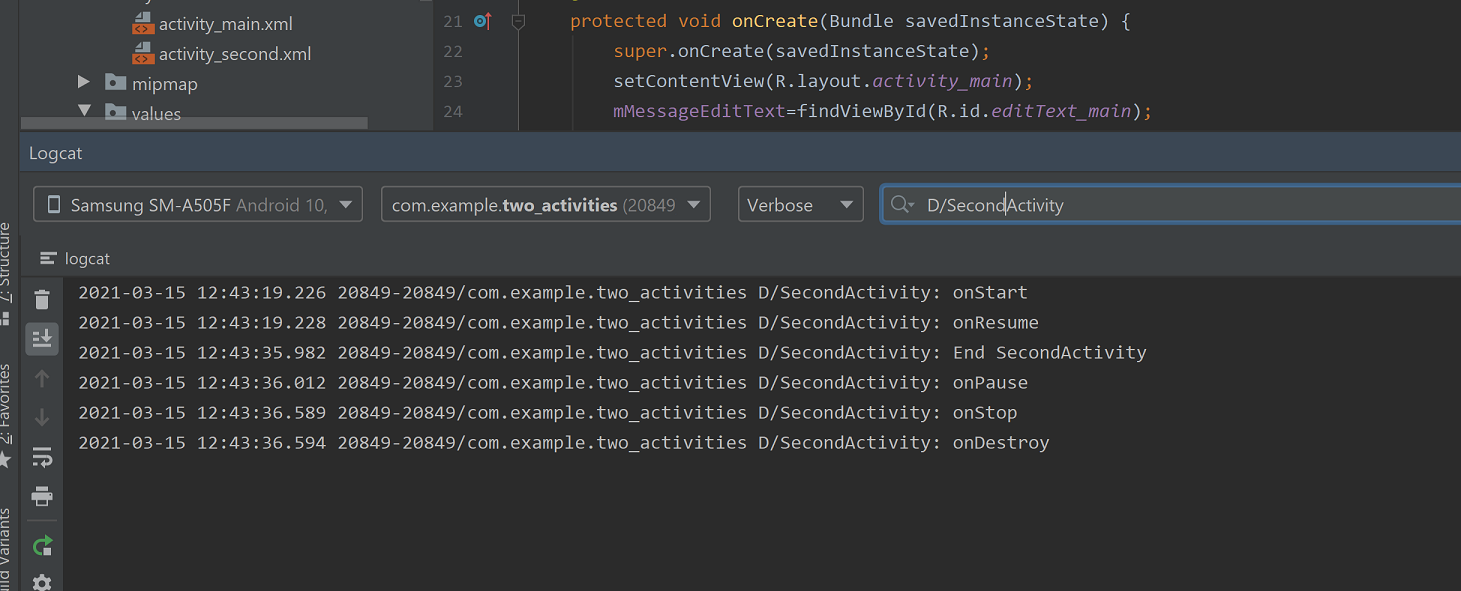 activity_main.xml
activity_second.xml
mipmap
values
21 protected void onCreate(Bundle savedInstanceState) {
22 super.onCreate(savedInstanceState);
23 setContentView(R.layout.activity_main);
24 mMessageEditText=findViewById(R.id.editText_main);
Logcat
Samsung SM-A505F Android 10, com.example.two_activities (20849 Verbose D/SecondActivity
logcat
2021-03-15 12:43:19.226 20849-20849/com.example.two_activities D/SecondActivity: onStart
2021-03-15 12:43:19.228 20849-20849/com.example.two_activities D/SecondActivity: onResume
2021-03-15 12:43:35.982 20849-20849/com.example.two_activities D/SecondActivity: End SecondActivity
2021-03-15 12:43:36.012 20849-20849/com.example.two_activities D/SecondActivity: onPause
2021-03-15 12:43:36.589 20849-20849/com.example.two_activities D/SecondActivity: onStop
2021-03-15 12:43:36.594 20849-20849/com.example.two_activities D/SecondActivity: onDestroy
7: Structure
2: Favorites
Variants